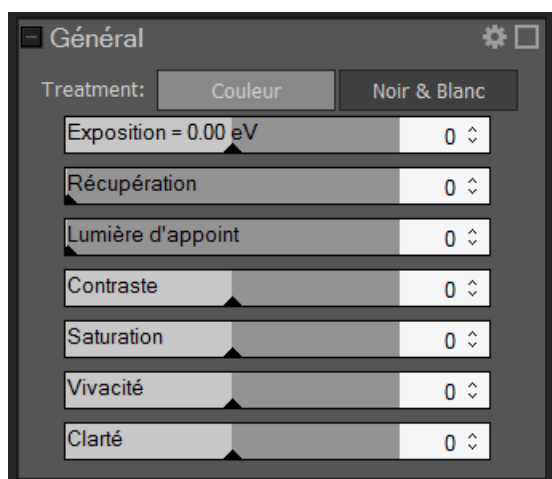 Général
Treatment: Couleur Noir & Blanc
Exposition = 0.00 eV 0
Récupération 0
Lumière d'appoint 0
Contraste 0
Saturation 0
Vivacité 0
Clarté 0